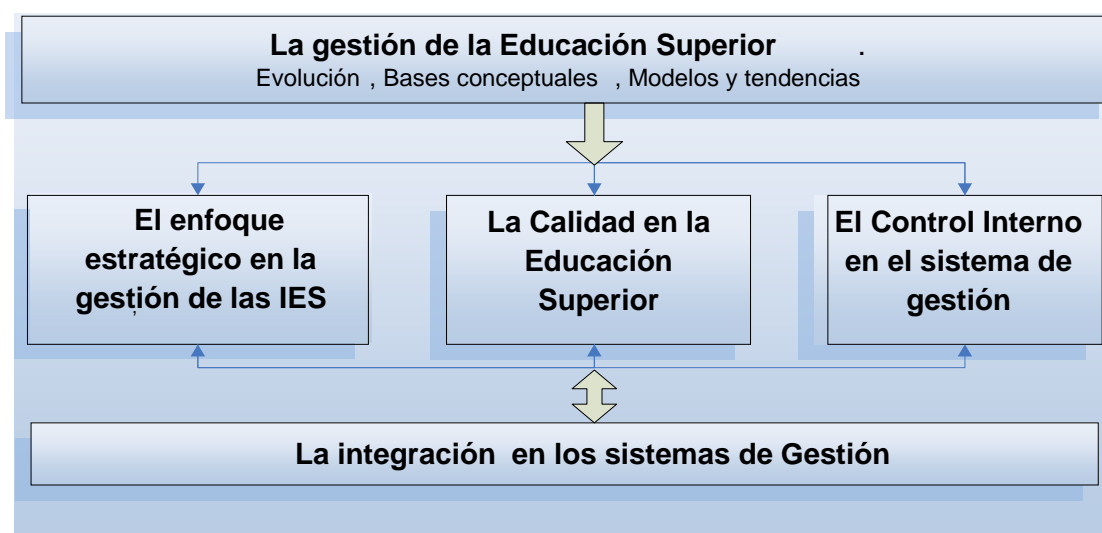 La gestión de la Educación Superior .
Evolución , Bases conceptuales , Modelos y tendencias
El enfoque
estratégico en la
gestión de las IES
,
La Calidad en la
Educación
Superior
El Control Interno
en el sistema de
gestión
La integración en los sistemas de Gestión